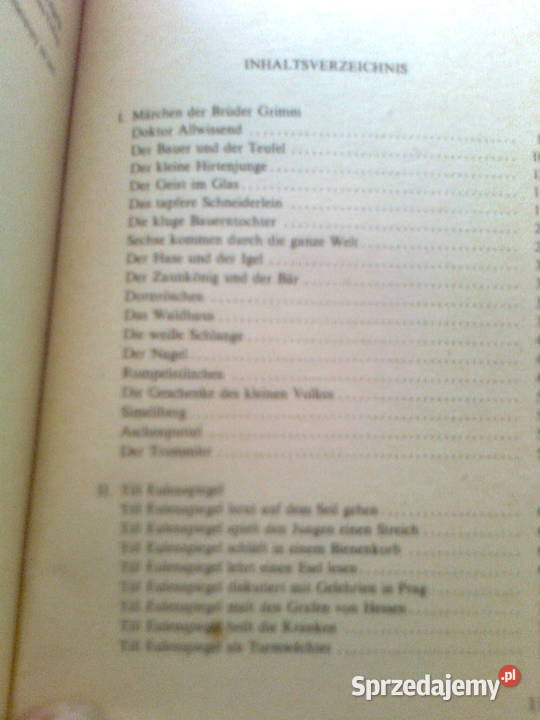 INHALTSVERZEICHNIS
I. Märchen der Brüder Grimm
Doktor Allwissend
Der Bauer und der Teufel
Der kleine Hirtenjunge
Der Geist im Glas
Das tapfere Schneiderlein
Die kluge Bauerntochter
Sechse kommen durch die ganze Welt
Der Hase und der Igel
Der Zaunkönig und der Bär
Dornröschen
Das Waldhaus
Die weiße Schlange
Der Nagel
Rumpelstilzchen
Die Geschenke des kleinen Volkes
Simeliberg
Aschenputtel
Der Trommler
II. Till Eulenspiegel
Till Eulenspiegel lernt auf dem Seil gehen
Till Eulenspiegel spielt den Jungen einen Streich
Till Eulenspiegel schläft in einem Bienenkorb
Till Eulenspiegel lehrt einen Esel lesen
Till Eulenspiegel diskutiert mit Gelehrten in Prag
Till Eulenspiegel malt den Grafen von Hessen
Till Eulenspiegel heilt die Kranken
Till Eulenspiegel als Turmwächter
Sprzedajemy.pl